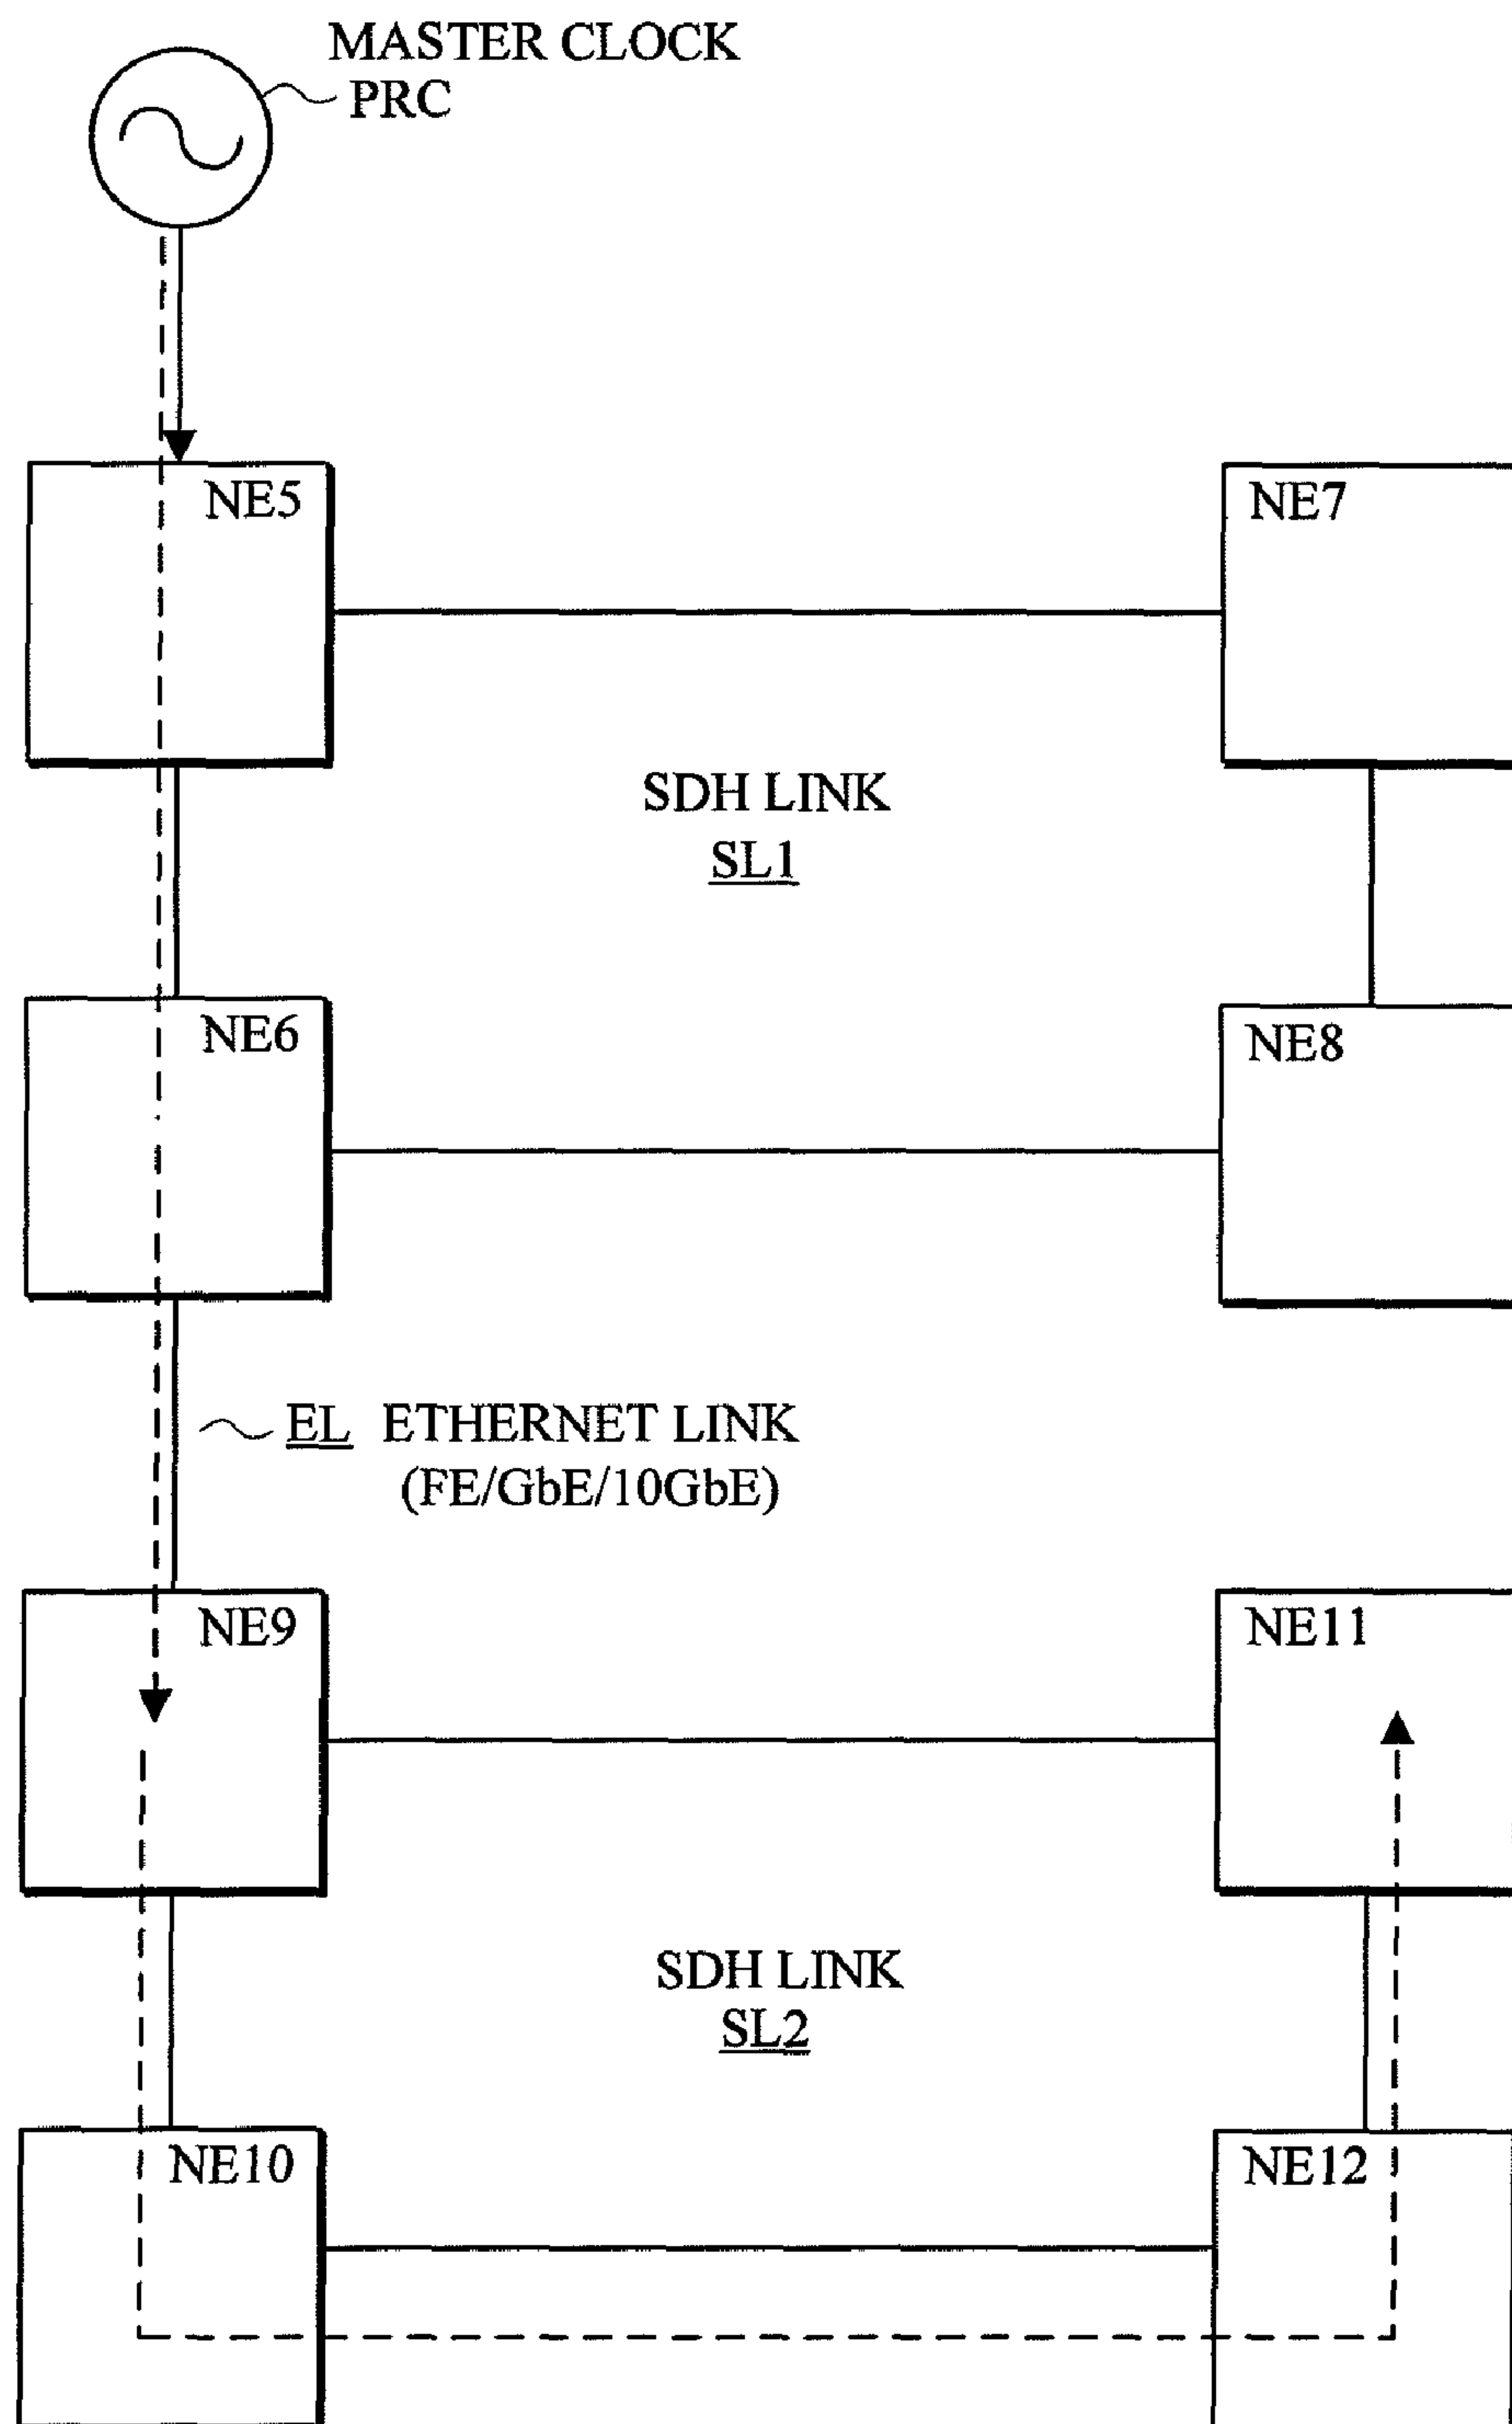 MASTER CLOCK
PRC
NE5
NE7
SDH LINK
SL1
NE6
NE8
EL ETHERNET LINK
(FE/GbE/10GbE)
NE9
NE11
SDH LINK
SL2
NE10
NE12